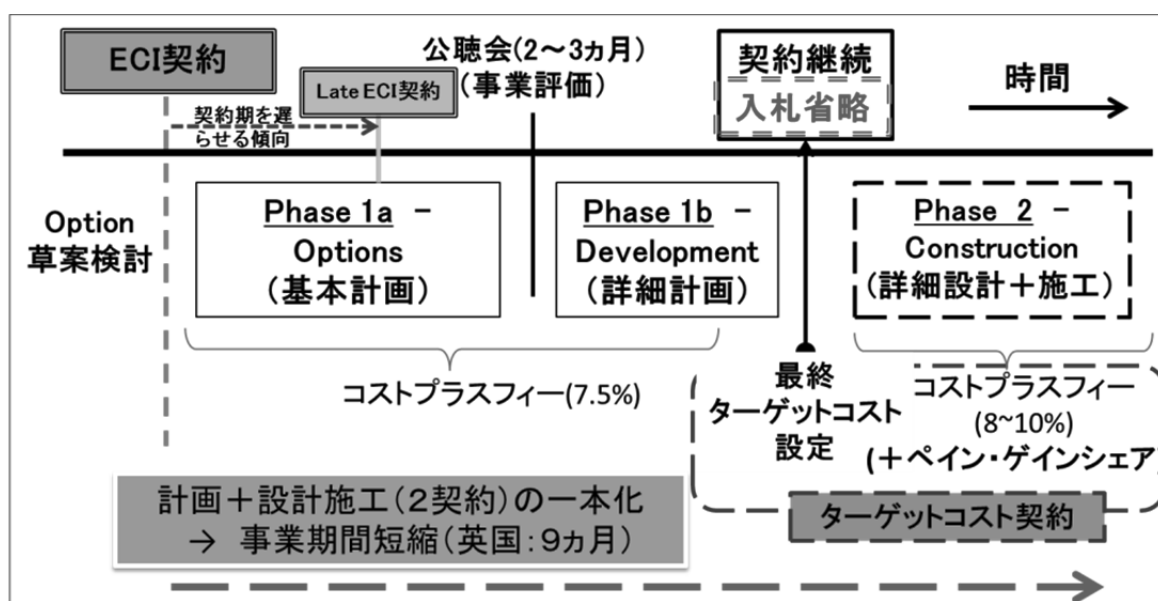 ECI契約
Late ECI契約
契約期を遅
らせる傾向
公聴会(2～3ヵ月)
(事業評価)
契約継続
入札省略
時間
Option
草案検討
Phase 1a －
Options
(基本計画)
Phase 1b －
Development
(詳細計画)
Phase 2 －
Construction
(詳細設計＋施工)
コストプラスフィー(7.5%)
最終
ターゲットコスト
設定
コストプラスフィー
(8~10%)
(＋ペイン・ゲインシェア)
計画＋設計施工(2契約)の一本化
→ 事業期間短縮(英国:9ヵ月)
ターゲットコスト契約